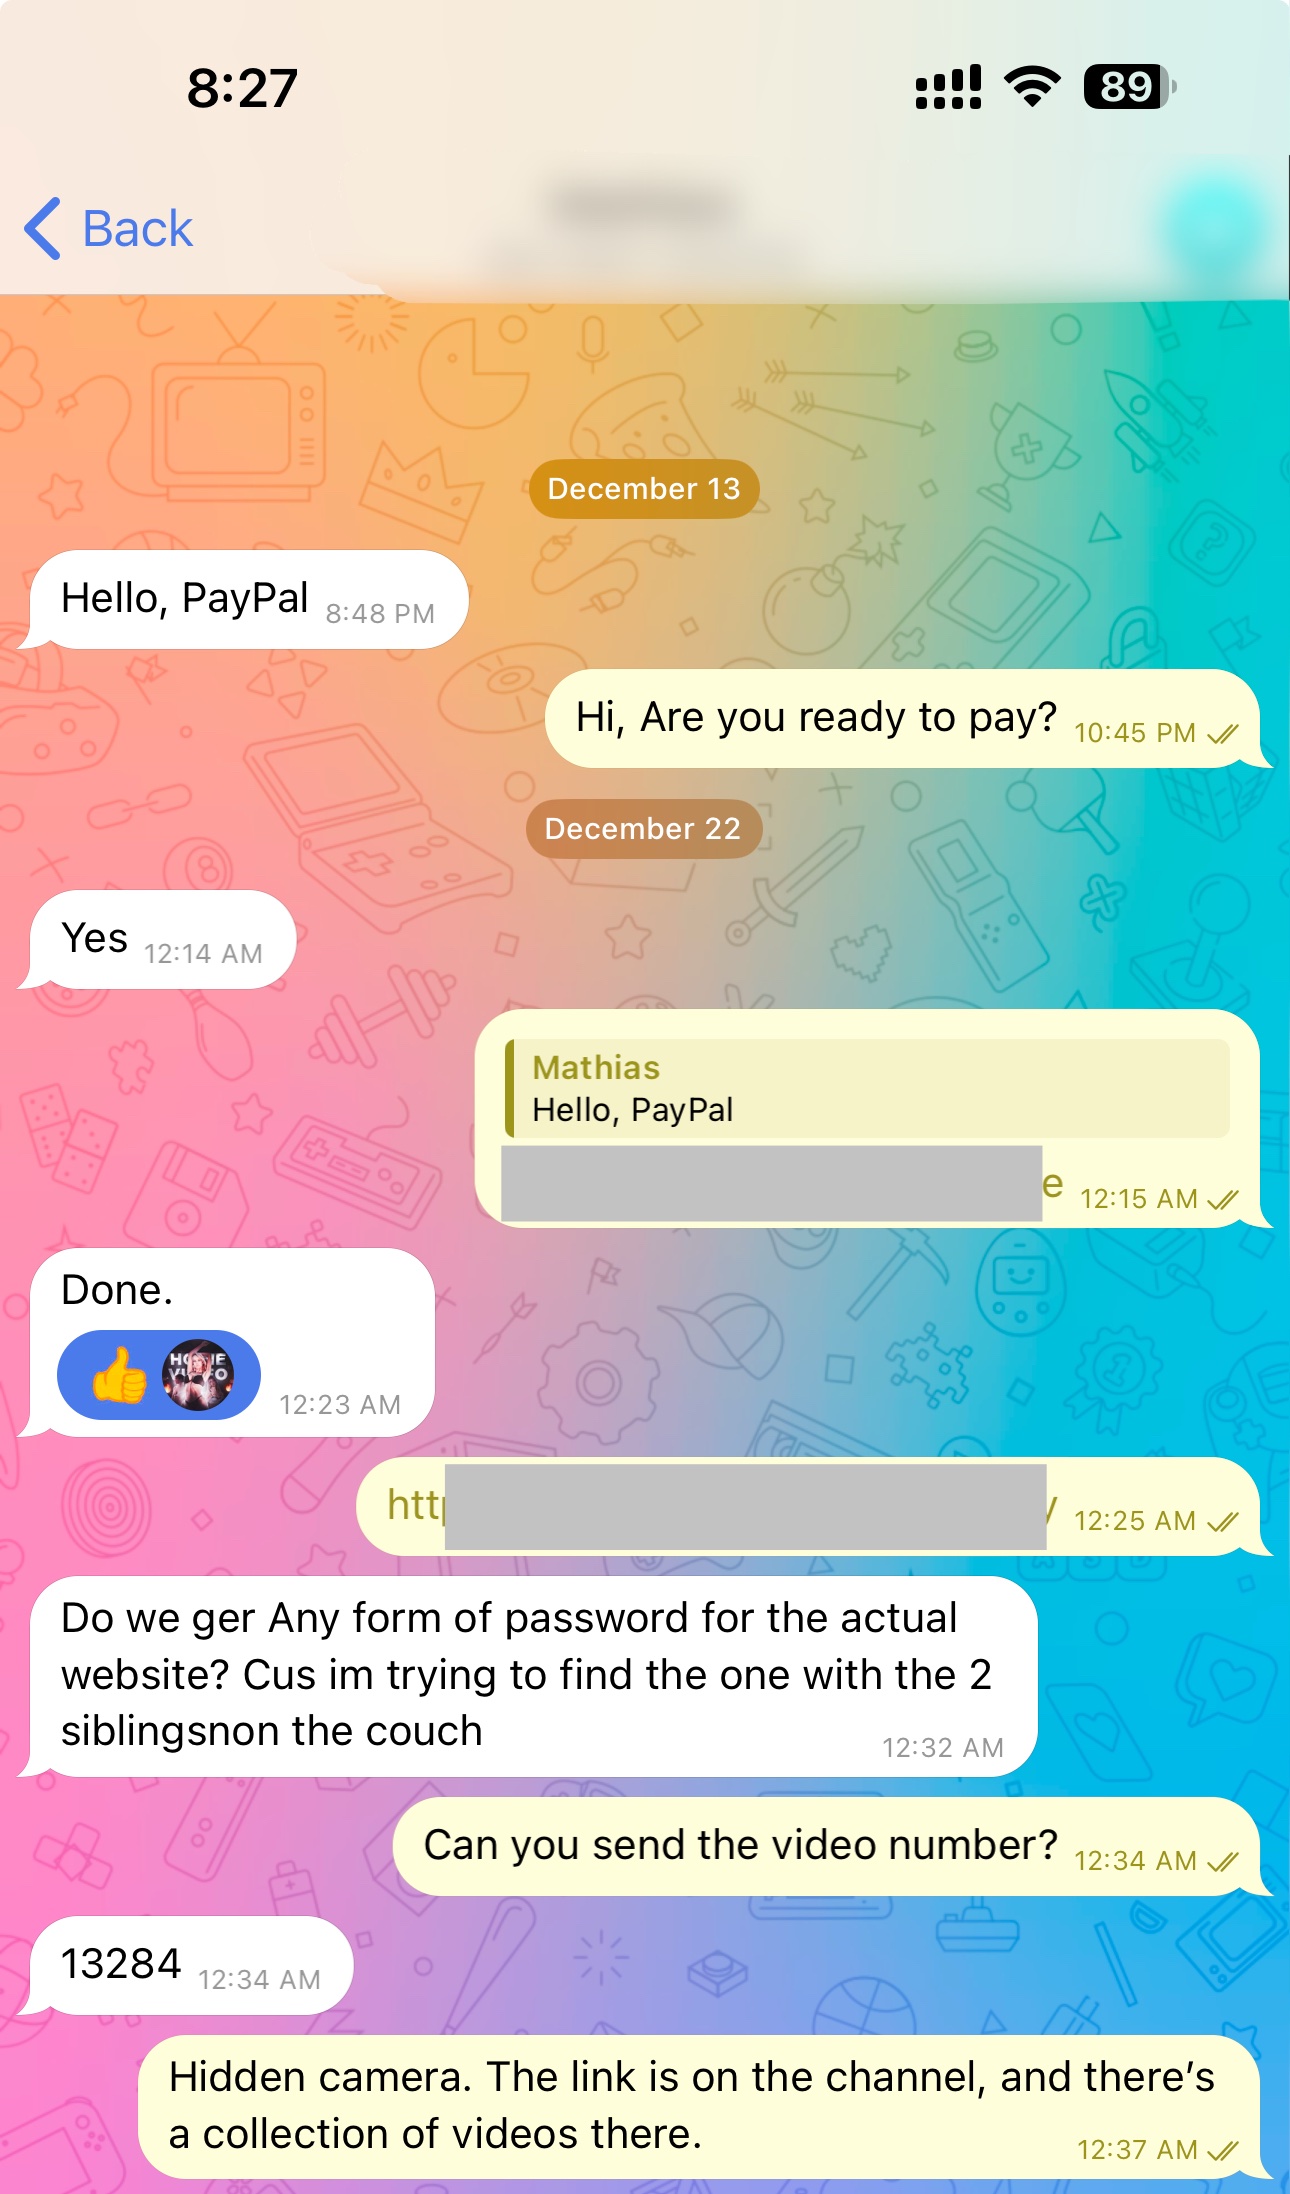 8:27
89
Back
December 13
Hello, PayPal 8:48 PM
Hi, Are you ready to pay? 10:45 PM
December 22
Yes 12:14 AM
Mathias
Hello, PayPal
e 12:15 AM
Done.
12:23 AM
12:25 AM
Do we ger Any form of password for the actual
website? Cus im trying to find the one with the 2
siblingsnon the couch
12:32 AM
Can you send the video number? 12:34 AM
13284 12:34 AM
Hidden camera. The link is on the channel, and there’s
a collection of videos there.
12:37 AM